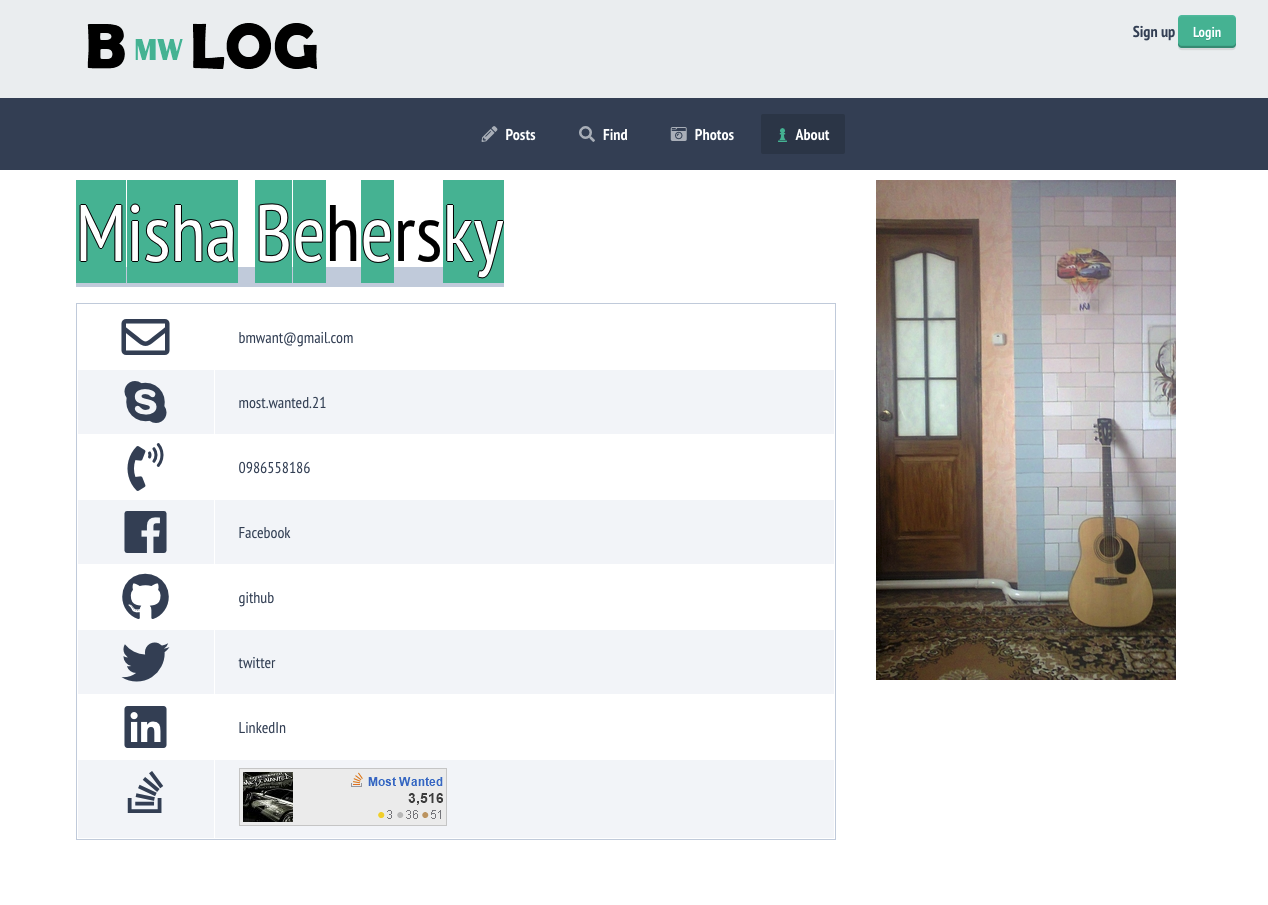 B MW LOG
Sign up Login
Posts Find Photos About
Misha Behersky
bmwant@gmail.com
most.wanted.21
0986558186
Facebook
github
twitter
LinkedIn
Most Wanted
3,516
3 36 51